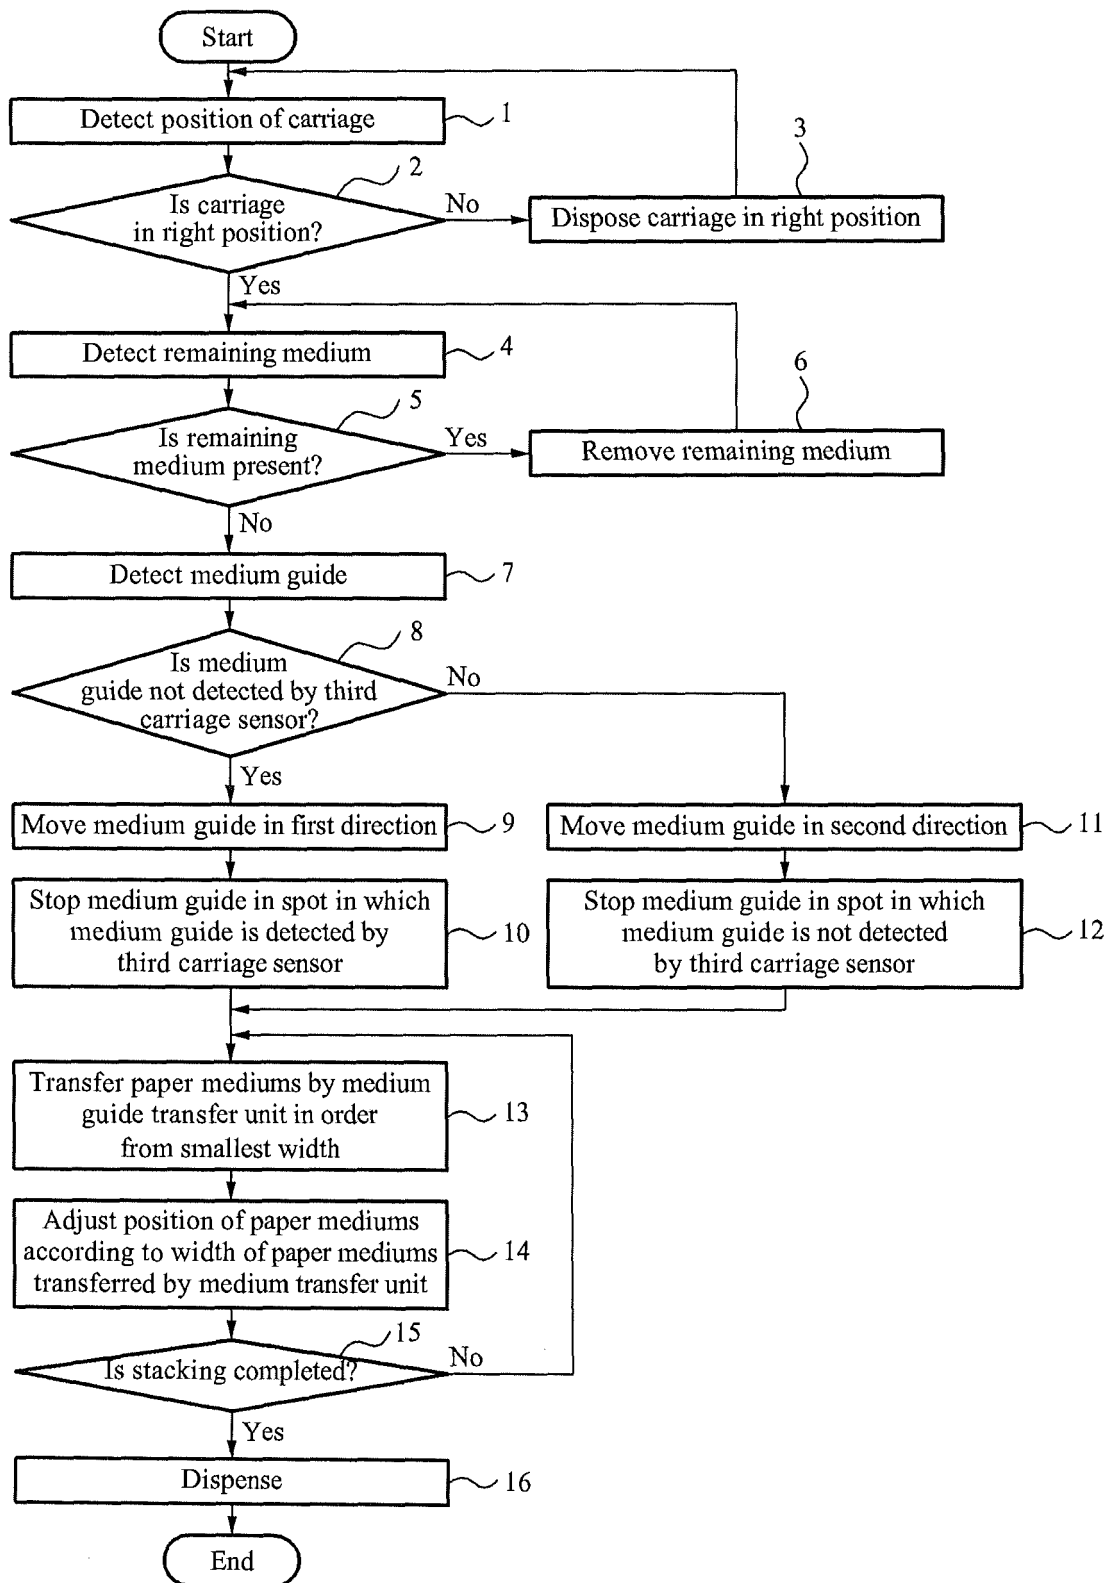 Start
Detect position of carriage
1
Is carriage
in right position?
2
No
Dispose carriage in right position
3
Yes
Detect remaining medium
4
Is remaining
medium present?
5
Yes
Remove remaining medium
6
No
Detect medium guide
7
Is medium
guide not detected by third
carriage sensor?
8
No
Yes
Move medium guide in first direction
9
Move medium guide in second direction
11
Stop medium guide in spot in which
medium guide is detected by
third carriage sensor
10
Stop medium guide in spot in which
medium guide is not detected
by third carriage sensor
12
Transfer paper mediums by medium
guide transfer unit in order
from smallest width
13
Adjust position of paper mediums
according to width of paper mediums
transferred by medium transfer unit
14
Is stacking completed?
15
No
Yes
Dispense
16
End